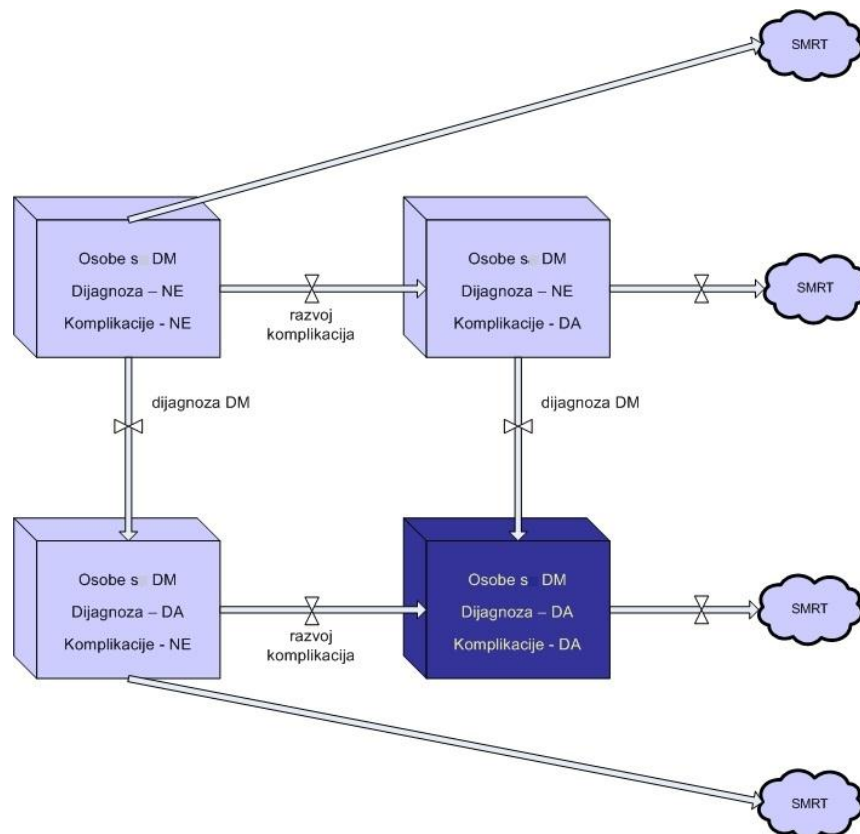 SMRT
Osobe s DM
Dijagnoza – NE
Komplikacije - NE
razvoj
komplikacija
Osobe s DM
Dijagnoza – NE
Komplikacije - DA
SMRT
dijagnoza DM
dijagnoza DM
Osobe s DM
Dijagnoza – DA
Komplikacije - NE
razvoj
komplikacija
Osobe s DM
Dijagnoza – DA
Komplikacije - DA
SMRT
SMRT